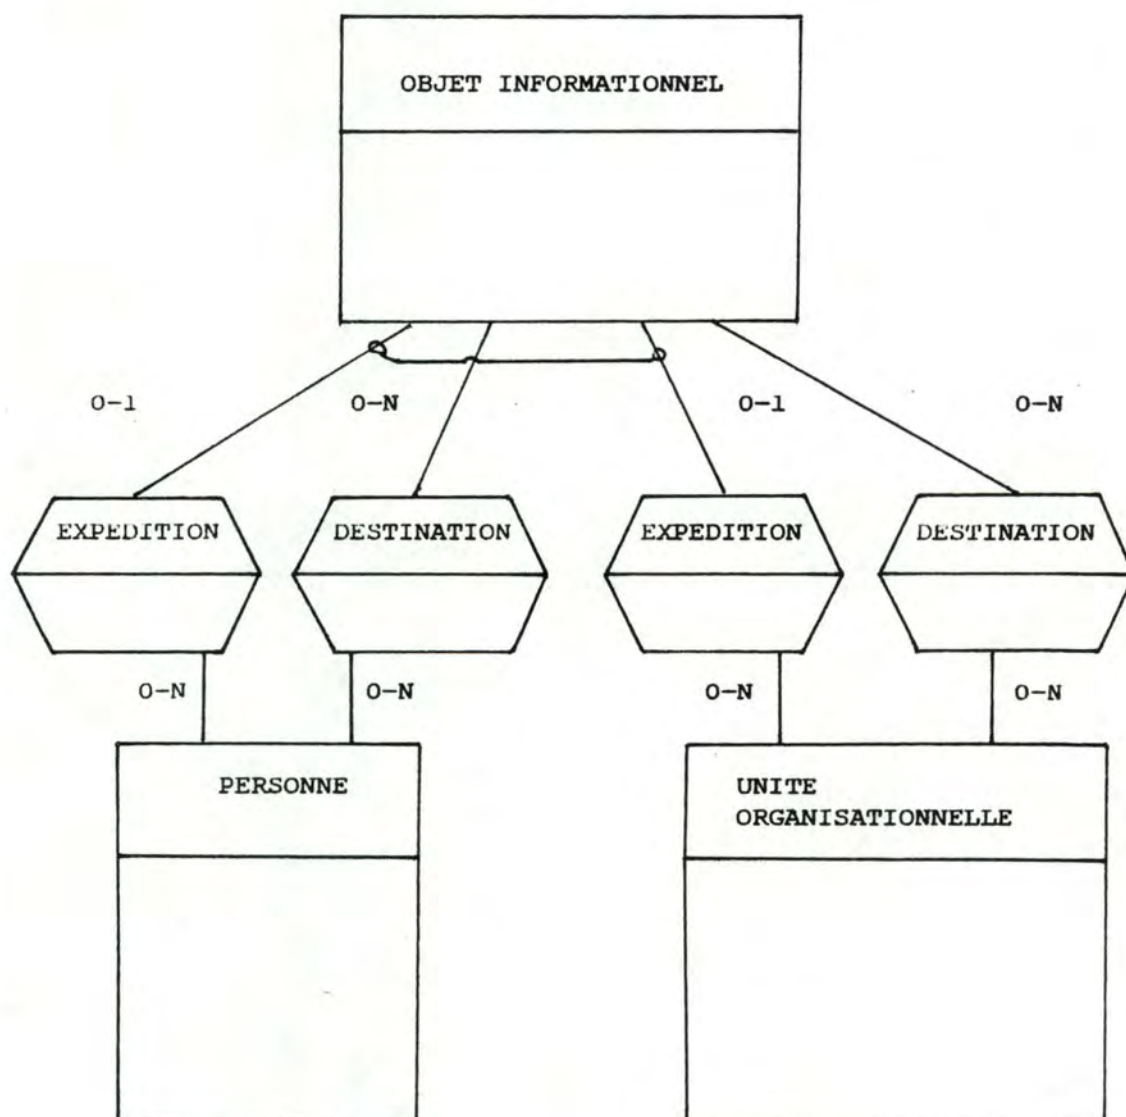 OBJET INFORMATIONNEL
0-1 0-N 0-1 0-N
EXPEDITION DESTINATION EXPEDITION DESTINATION
0-N 0-N 0-N 0-N
PERSONNE
UNITE
ORGANISATIONNELLE